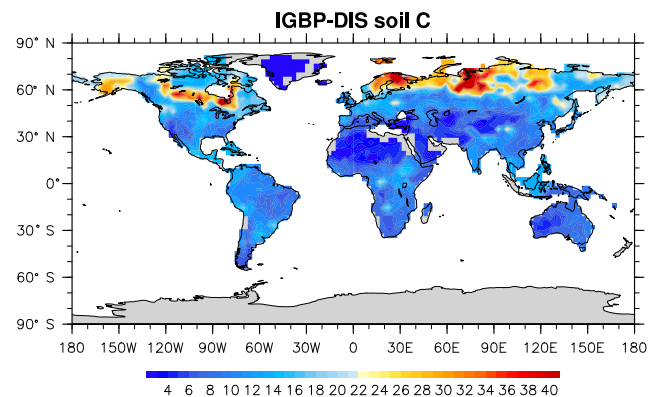 IGBP-DIS soil C
90° N
60° N
30° N
0°
30° S
60° S
90° S
180 150W 120W 90W 60W 30W 0 30E 60E 90E 120E 150E 180
4 6 8 10 12 14 16 18 20 22 24 26 28 30 32 34 36 38 40